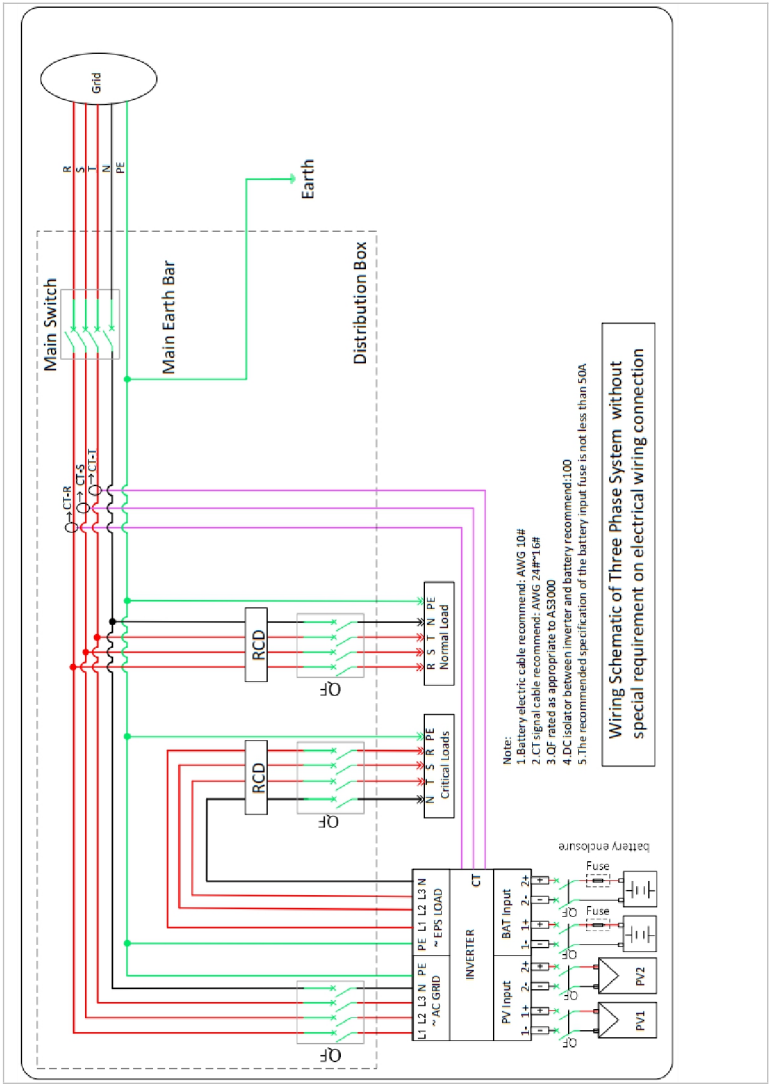 Grid
R
S
T
N
PE
Earth
Main Switch
Main Earth Bar
Distribution Box
CT-R
CT-S
CT-T
RCD
QF
R S T N PE
Normal Load
RCD
QF
N T S R PE
Critical Loads
QF
L1 L2 L3 N PE
~ AC GRID
PE L1 L2 L3 N
~ EPS LOAD
INVERTER
CT
PV Input
BAT Input
1- 1+ 2- 2+
1- 1+ 2- 2+
- + - + - + - +
QF
QF
QF
QF
Fuse
Fuse
PV1
PV2
battery enclosure
Note:
1.Battery electric cable recommend: AWG 10#
2.CT signal cable recommend: AWG 24#~16#
3.QF rated as appropriate to AS3000
4.DC isolator between inverter and battery recommend:100
5.The recommended specification of the battery input fuse is not less than 50A
Wiring Schematic of Three Phase System without
special requirement on electrical wiring connection